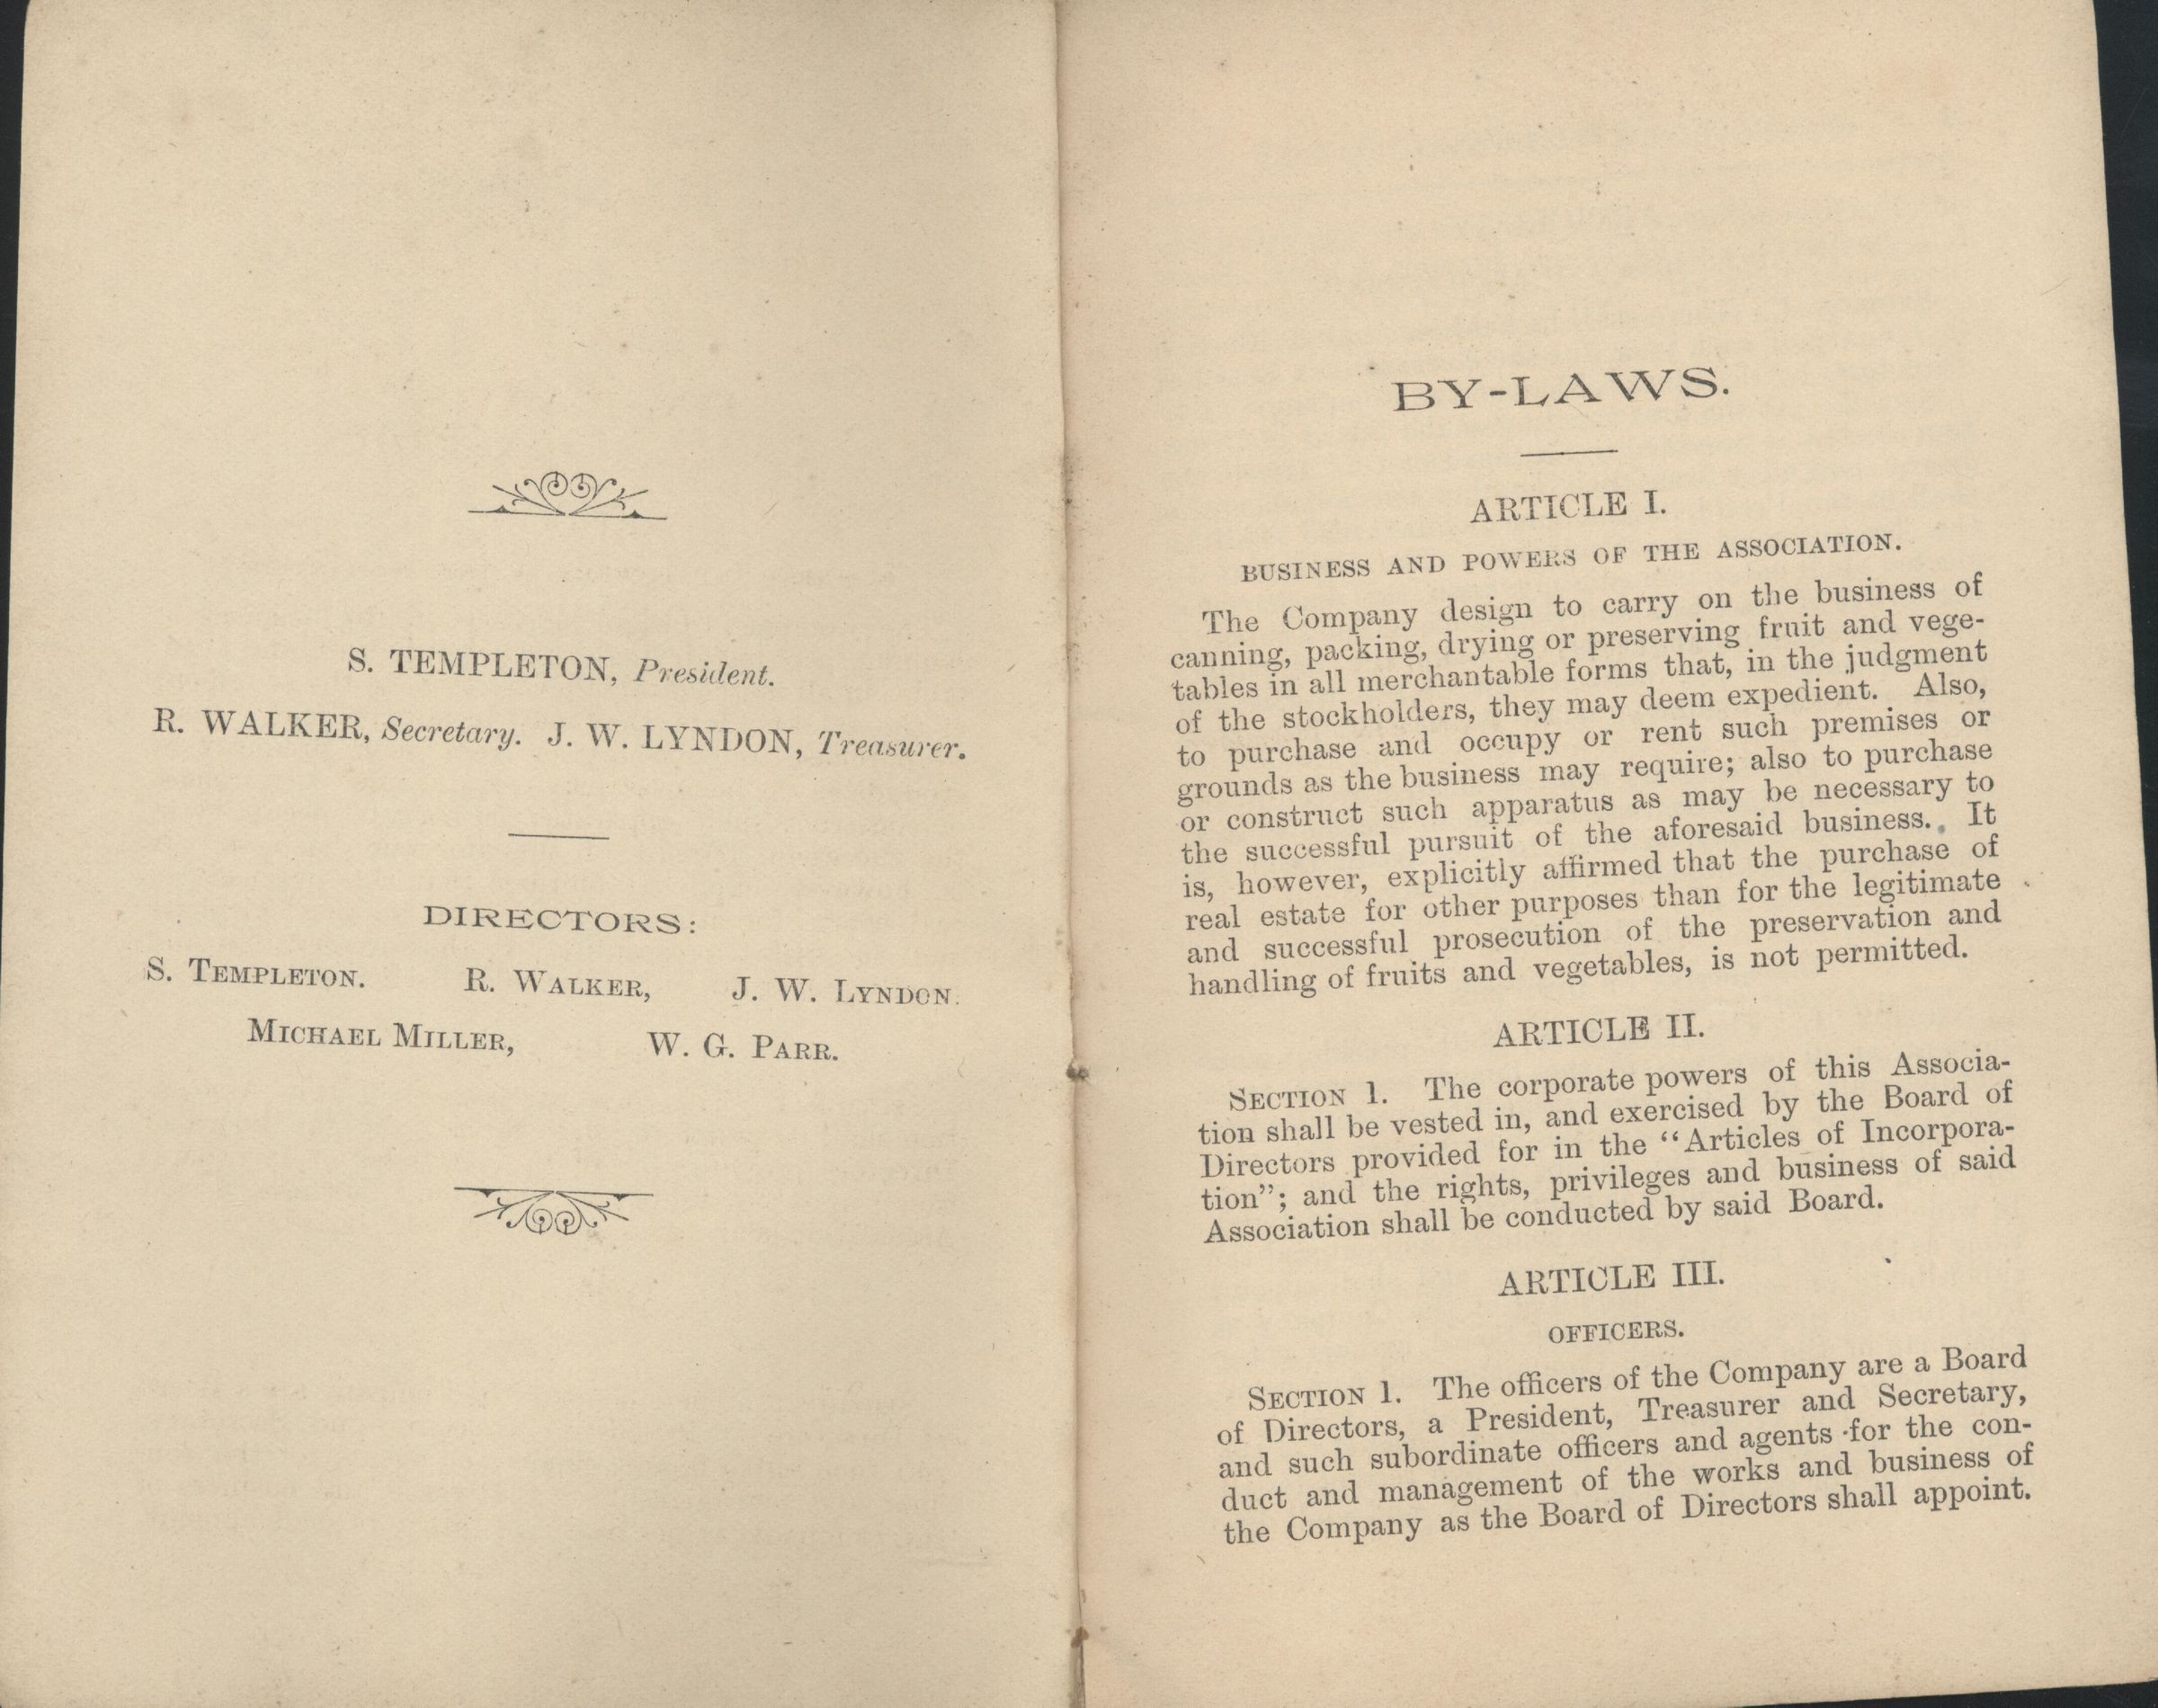 S. TEMPLETON, President.
R. WALKER, Secretary. J. W. LYNDON, Treasurer.
DIRECTORS:
S. TEMPLETON. R. WALKER, J. W. LYNDON.
MICHAEL MILLER, W. G. PARR.
BY-LAWS.
ARTICLE I.
BUSINESS AND POWERS OF THE ASSOCIATION.
The Company design to carry on the business of
canning, packing, drying or preserving fruit and vege-
tables in all merchantable forms that, in the judgment
of the stockholders, they may deem expedient. Also,
to purchase and occupy or rent such premises or
grounds as the business may require; also to purchase
or construct such apparatus as may be necessary to
the successful pursuit of the aforesaid business. It
is, however, explicitly affirmed that the purchase of
real estate for other purposes than for the legitimate
and successful prosecution of the preservation and
handling of fruits and vegetables, is not permitted.
ARTICLE II.
SECTION 1. The corporate powers of this Associa-
tion shall be vested in, and exercised by the Board of
Directors provided for in the "Articles of Incorpora-
tion"; and the rights, privileges and business of said
Association shall be conducted by said Board.
ARTICLE III.
OFFICERS.
SECTION 1. The officers of the Company are a Board
of Directors, a President, Treasurer and Secretary,
and such subordinate officers and agents for the con-
duct and management of the works and business of
the Company as the Board of Directors shall appoint.